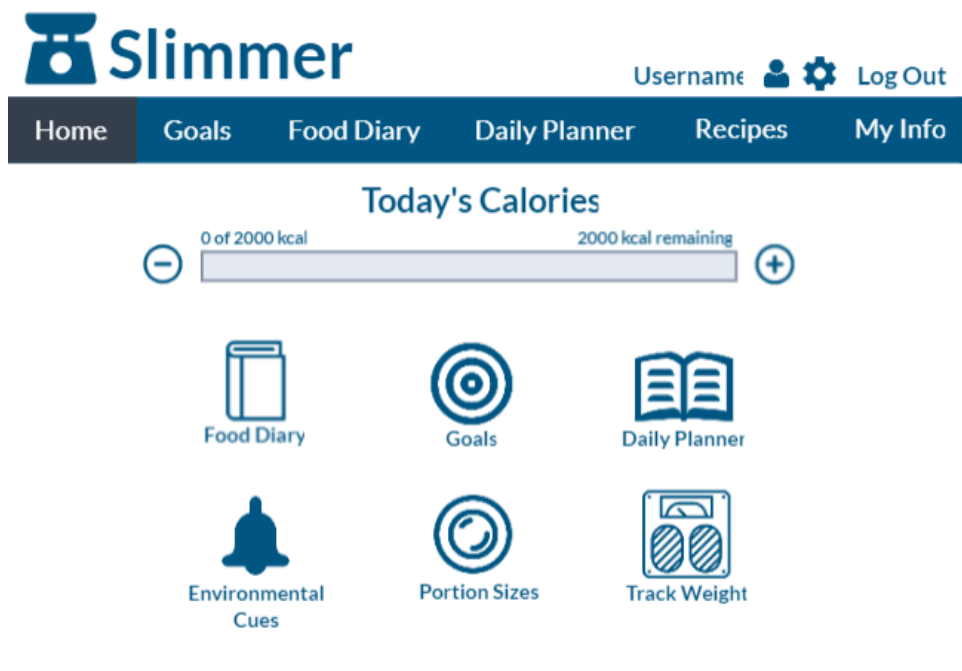 Slimmer
Username Log Out
Home Goals Food Diary Daily Planner Recipes My Info
Today's Calories
0 of 2000 kcal 2000 kcal remaining
Food Diary Goals Daily Planner
Environmental Portion Sizes Track Weight
Cues